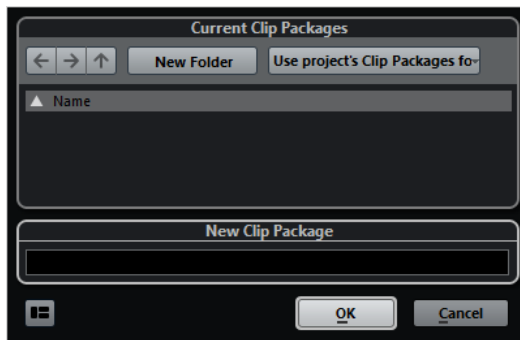 Current Clip Packages
New Folder
Use project's Clip Packages fo
Name
New Clip Package
OK
Cancel